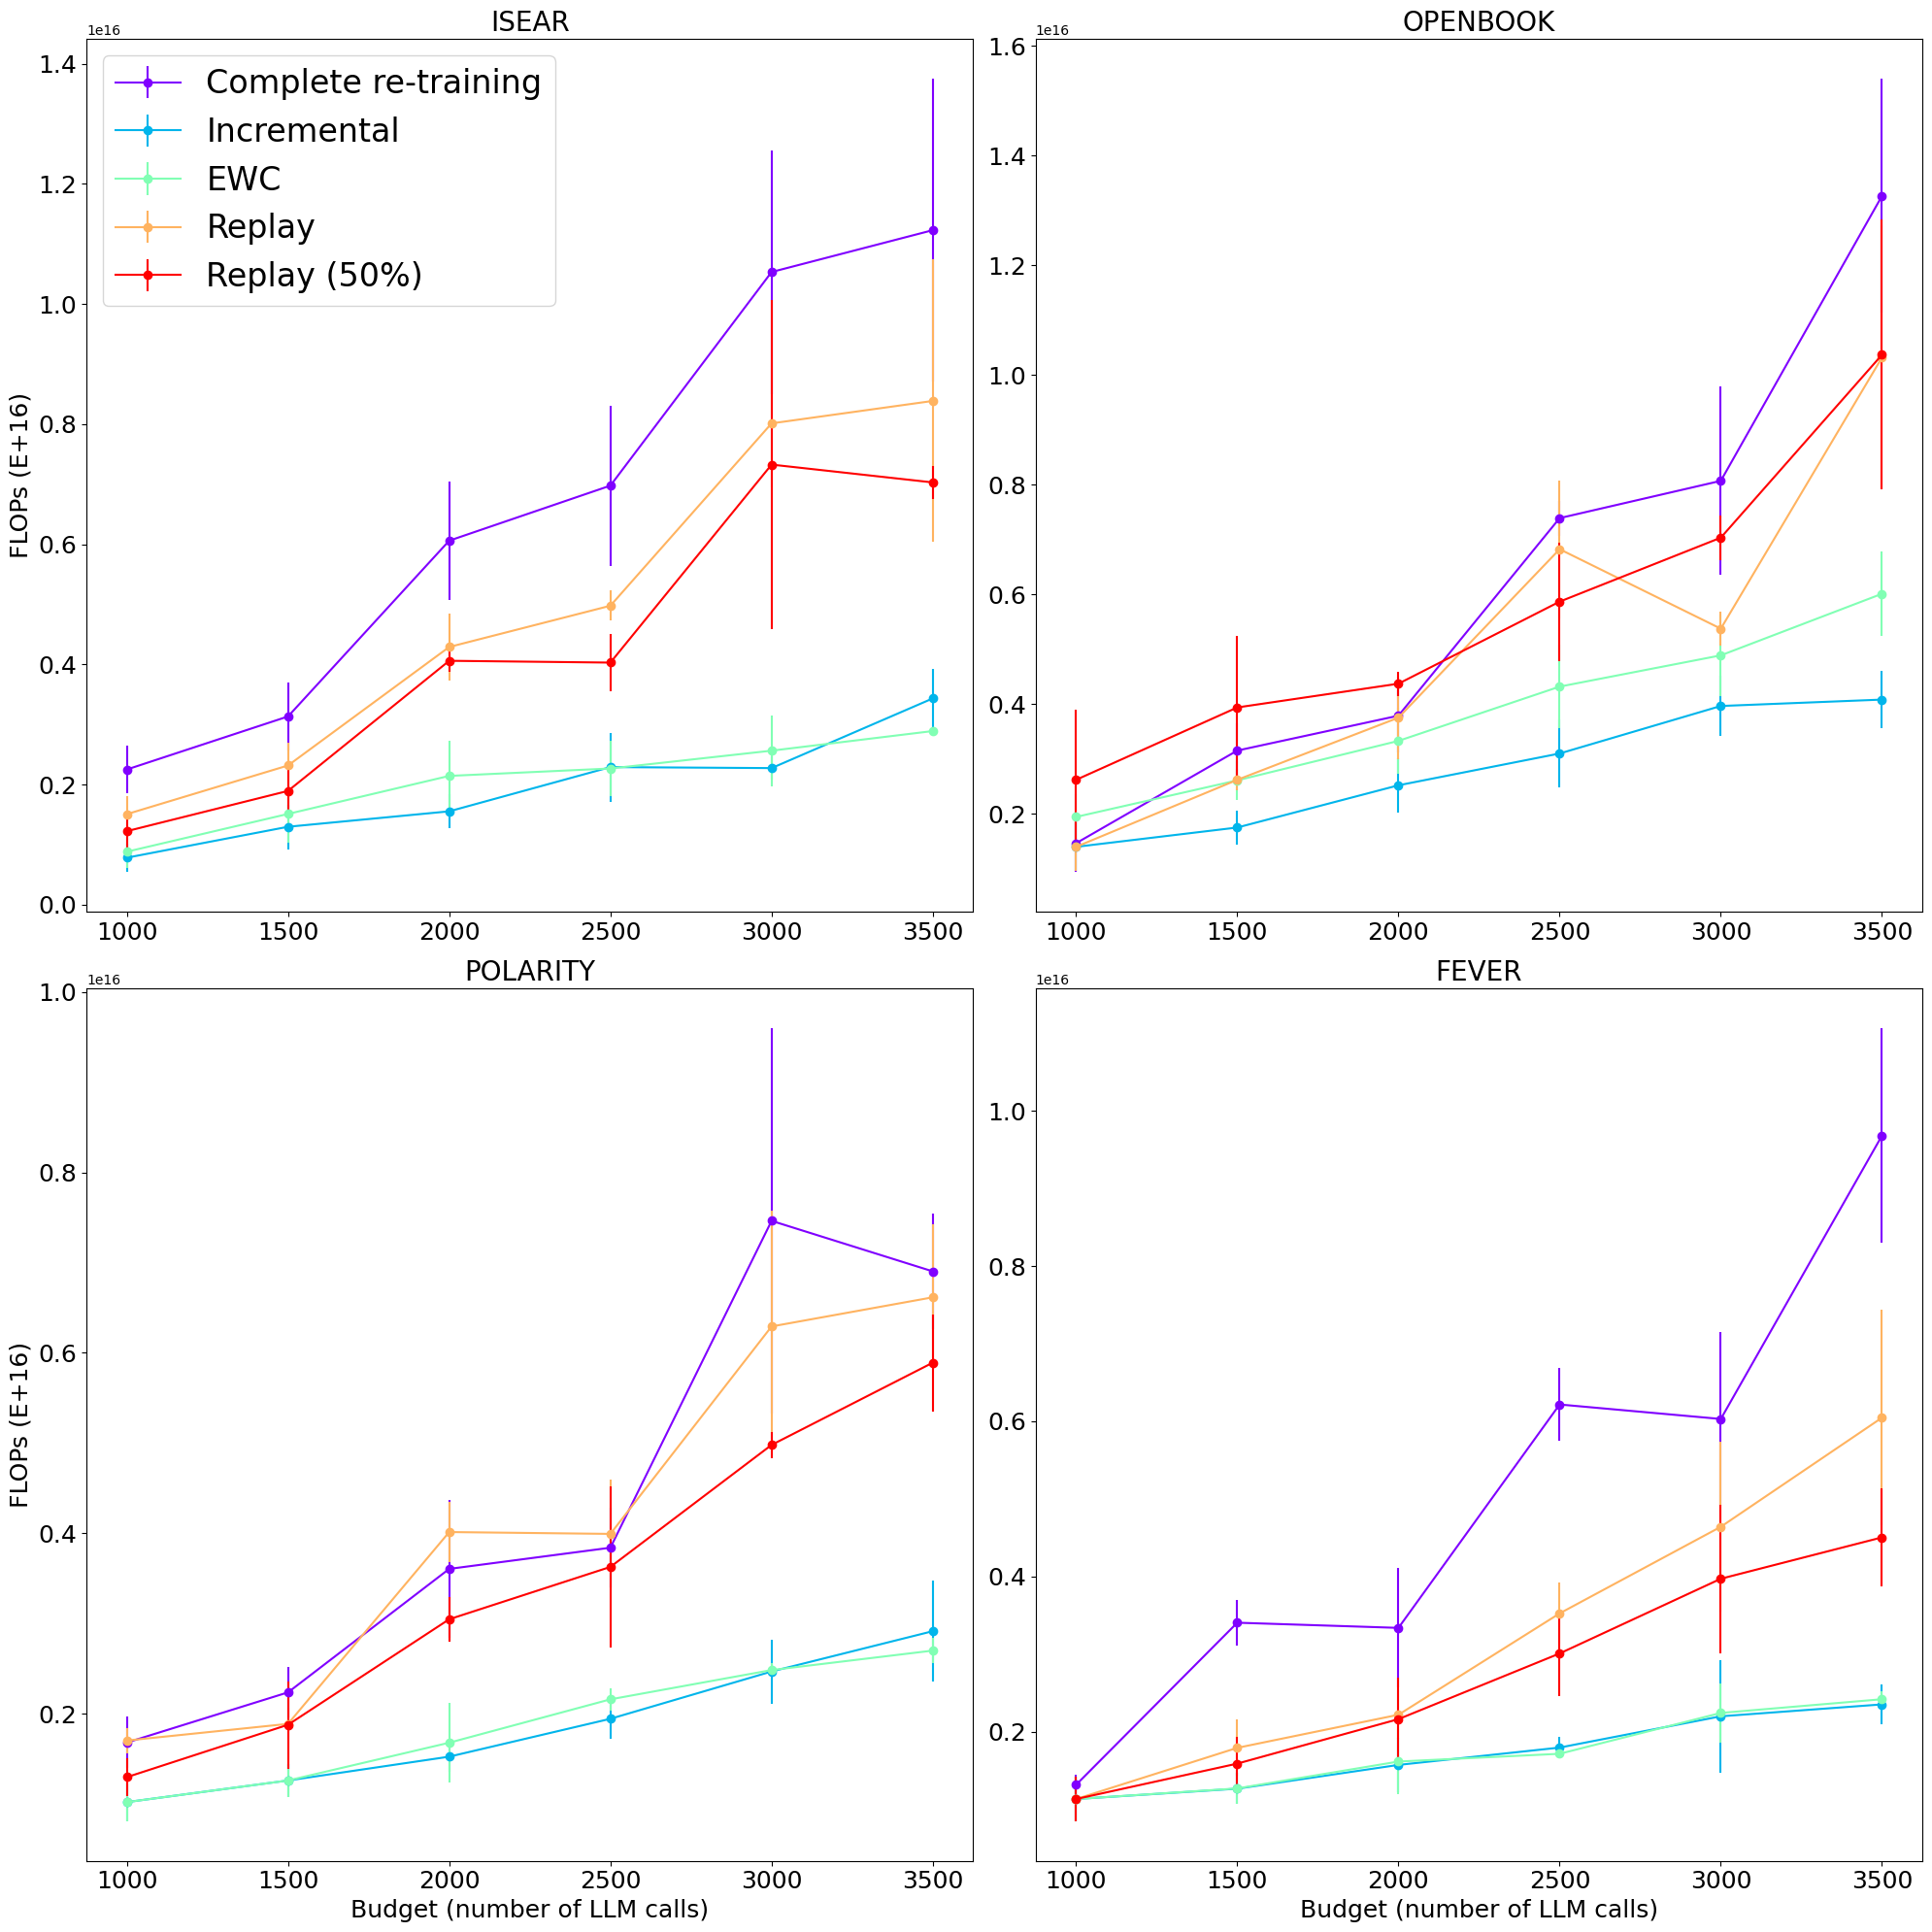 ISEAR
1e16
1.4
1.2
1.0
0.8
0.6
0.4
0.2
0.0
FLOPs (E+16)
Complete re-training
Incremental
EWC
Replay
Replay (50%)
1000 1500 2000 2500 3000 3500
OPENBOOK
1e16
1.6
1.4
1.2
1.0
0.8
0.6
0.4
0.2
1000 1500 2000 2500 3000 3500
POLARITY
1e16
1.0
0.8
0.6
0.4
0.2
FLOPs (E+16)
1000 1500 2000 2500 3000 3500
Budget (number of LLM calls)
FEVER
1e16
1.0
0.8
0.6
0.4
0.2
1000 1500 2000 2500 3000 3500
Budget (number of LLM calls)